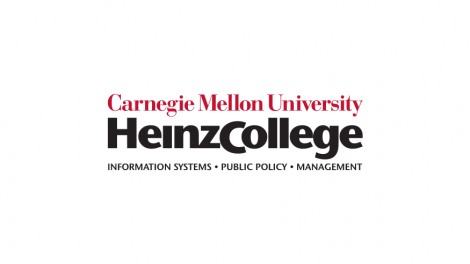 Carnegie Mellon University
HeinzCollege
INFORMATION SYSTEMS • PUBLIC POLICY • MANAGEMENT